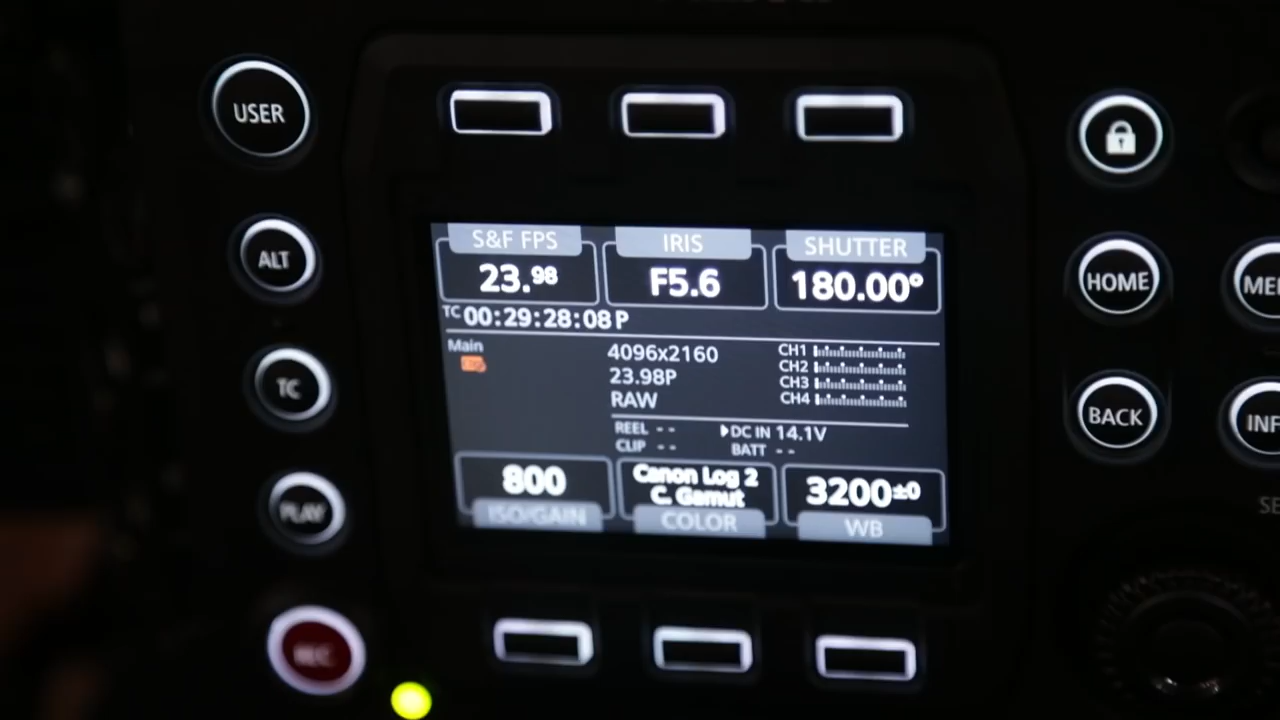 USER
ALT
TC
PLAY
REC
S&F FPS
23.98
IRIS
F5.6
SHUTTER
180.00°
TC 00:29:28:08 P
Main
4096x2160
23.98P
RAW
CH1
CH2
CH3
CH4
REEL --
CLIP --
DC IN 14.1V
BATT --
800
ISO/GAIN
Canon Log 2
C. Gamut
COLOR
3200±0
WB
HOME
BACK